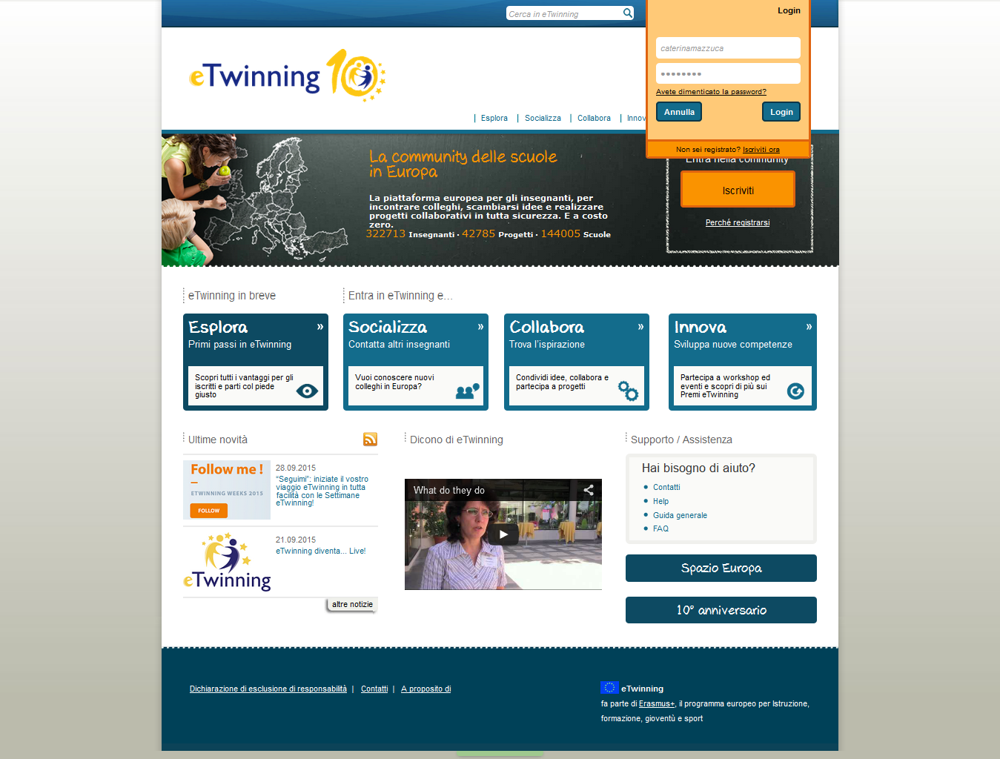 Cerca in eTwinning
Login
caterinamazzuca
••••••••
Avete dimenticato la password?
Annulla
Login
Non sei registrato? Iscriviti ora
eTwinning 10
| Esplora | Socializza | Collabora | Innov
La community delle scuole
in Europa
La piattaforma europea per gli insegnanti, per
incontrare colleghi, scambiarsi idee e realizzare
progetti collaborativi in tutta sicurezza. E a costo
zero.
322713 Insegnanti · 42785 Progetti · 144005 Scuole
Entra nella community
Iscriviti
Perché registrarsi
eTwinning in breve
Entra in eTwinning e...
Esplora »
Primi passi in eTwinning
Scopri tutti i vantaggi per gli
iscritti e parti col piede
giusto
Socializza »
Contatta altri insegnanti
Vuoi conoscere nuovi
colleghi in Europa?
Collabora »
Trova l'ispirazione
Condividi idee, collabora e
partecipa a progetti
Innova »
Sviluppa nuove competenze
Partecipa a workshop ed
eventi e scopri di più sui
Premi eTwinning
Ultime novità
Follow me !
ETWINNING WEEKS 2015
FOLLOW
28.09.2015
“Seguimi”: iniziate il vostro
viaggio eTwinning in tutta
facilità con le Settimane
eTwinning!
eTwinning
21.09.2015
eTwinning diventa... Live!
altre notizie
Dicono di eTwinning
What do they do
Supporto / Assistenza
Hai bisogno di aiuto?
Contatti
Help
Guida generale
FAQ
Spazio Europa
10° anniversario
Dichiarazione di esclusione di responsabilità | Contatti | A proposito di
eTwinning
fa parte di Erasmus+, il programma europeo per Istruzione,
formazione, gioventù e sport